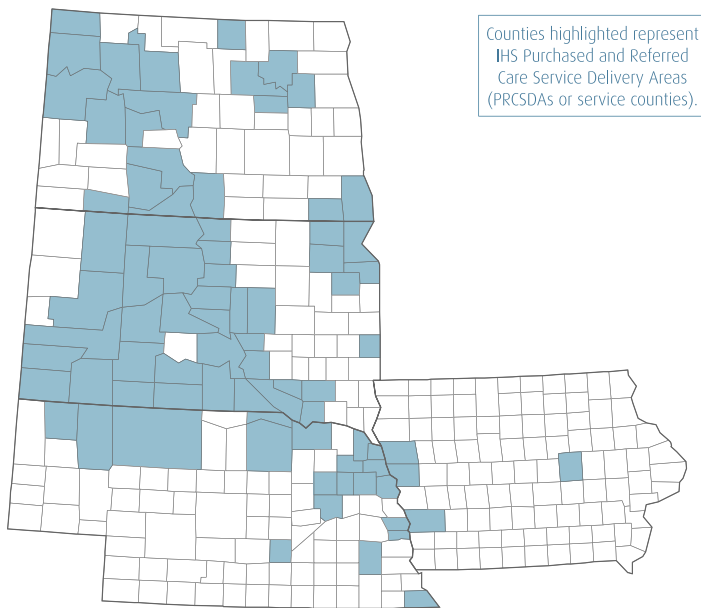 Counties highlighted represent
IHS Purchased and Referred
Care Service Delivery Areas
(PRCSDAs or service counties).